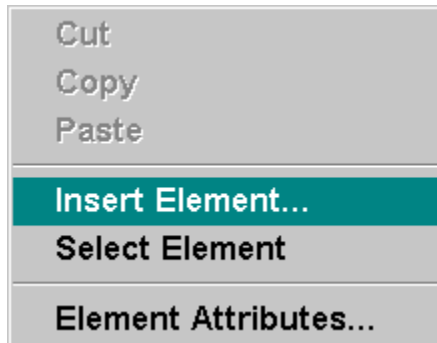 Cut
Copy
Paste
Insert Element...
Select Element
Element Attributes...